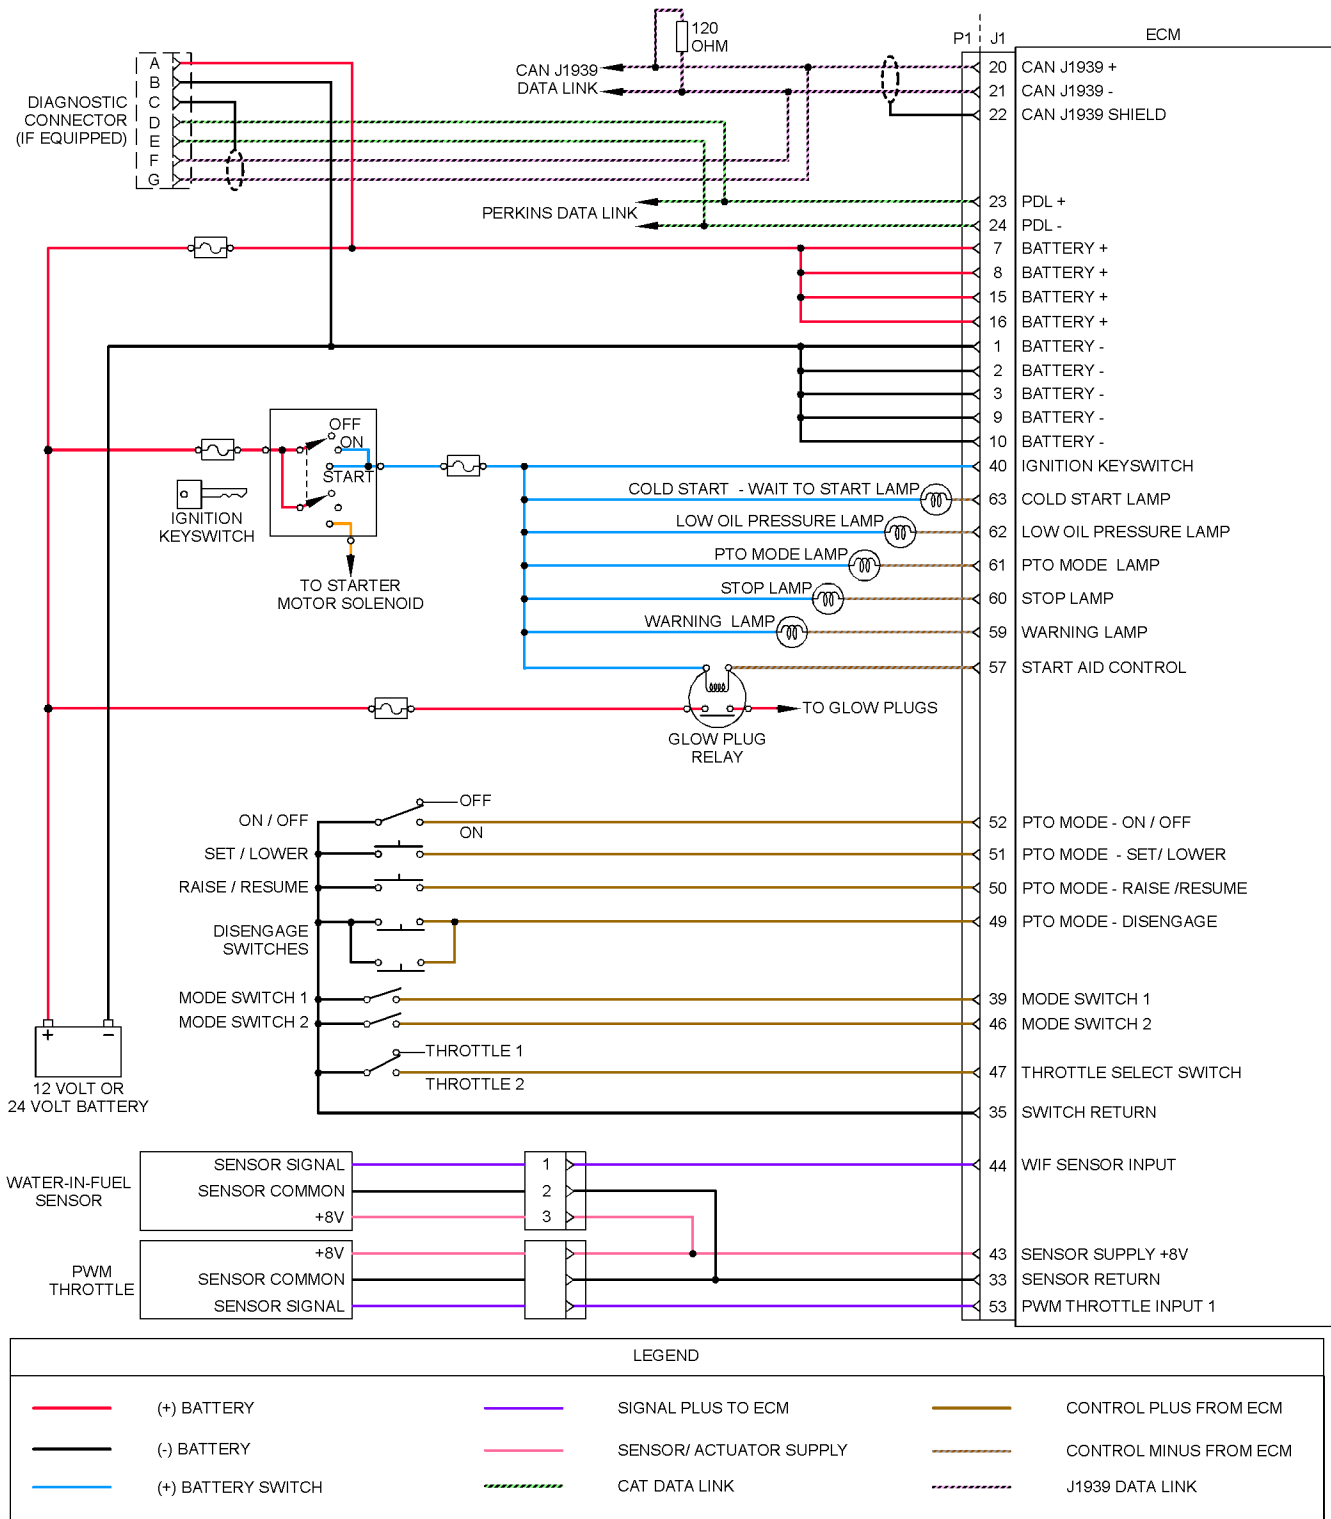 120
OHM
P1
J1
ECM
DIAGNOSTIC
CONNECTOR
(IF EQUIPPED)
A
B
C
D
E
F
G
CAN J1939
DATA LINK
20 CAN J1939 +
21 CAN J1939 -
22 CAN J1939 SHIELD
PERKINS DATA LINK
23 PDL +
24 PDL -
7 BATTERY +
8 BATTERY +
15 BATTERY +
16 BATTERY +
1 BATTERY -
2 BATTERY -
3 BATTERY -
9 BATTERY -
10 BATTERY -
OFF
ON
START
IGNITION
KEYSWITCH
TO STARTER
MOTOR SOLENOID
40 IGNITION KEYSWITCH
COLD START - WAIT TO START LAMP
63 COLD START LAMP
LOW OIL PRESSURE LAMP
62 LOW OIL PRESSURE LAMP
PTO MODE LAMP
61 PTO MODE LAMP
STOP LAMP
60 STOP LAMP
WARNING LAMP
59 WARNING LAMP
57 START AID CONTROL
TO GLOW PLUGS
GLOW PLUG
RELAY
OFF
ON / OFF
ON
52 PTO MODE - ON / OFF
SET / LOWER
51 PTO MODE - SET/ LOWER
RAISE / RESUME
50 PTO MODE - RAISE /RESUME
DISENGAGE
SWITCHES
49 PTO MODE - DISENGAGE
MODE SWITCH 1
39 MODE SWITCH 1
MODE SWITCH 2
46 MODE SWITCH 2
THROTTLE 1
THROTTLE 2
47 THROTTLE SELECT SWITCH
35 SWITCH RETURN
+
−
12 VOLT OR
24 VOLT BATTERY
WATER-IN-FUEL
SENSOR
SENSOR SIGNAL
SENSOR COMMON
+8V
1
2
3
44 WIF SENSOR INPUT
PWM
THROTTLE
+8V
SENSOR COMMON
SENSOR SIGNAL
43 SENSOR SUPPLY +8V
33 SENSOR RETURN
53 PWM THROTTLE INPUT 1
LEGEND
(+) BATTERY
SIGNAL PLUS TO ECM
CONTROL PLUS FROM ECM
(-) BATTERY
SENSOR/ ACTUATOR SUPPLY
CONTROL MINUS FROM ECM
(+) BATTERY SWITCH
CAT DATA LINK
J1939 DATA LINK